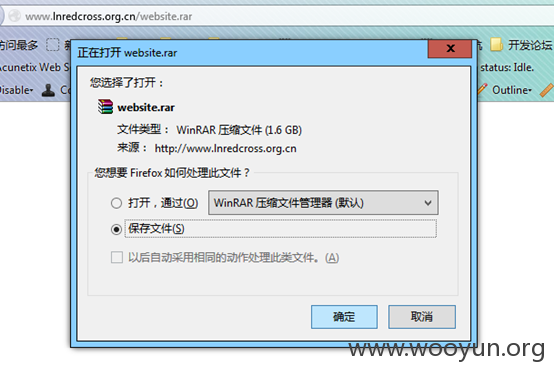 www.lnredcross.org.cn/website.rar
访问最多
开发论坛
Acunetix Web S
status: Idle.
Disable▾
Outline▾
正在打开 website.rar
您选择了打开：
website.rar
文件类型： WinRAR 压缩文件 (1.6 GB)
来源： http://www.lnredcross.org.cn
您想要 Firefox 如何处理此文件？
打开，通过(O) WinRAR 压缩文件管理器 (默认)
保存文件(S)
以后自动采用相同的动作处理此类文件。(A)
确定 取消
www.wooyun.org